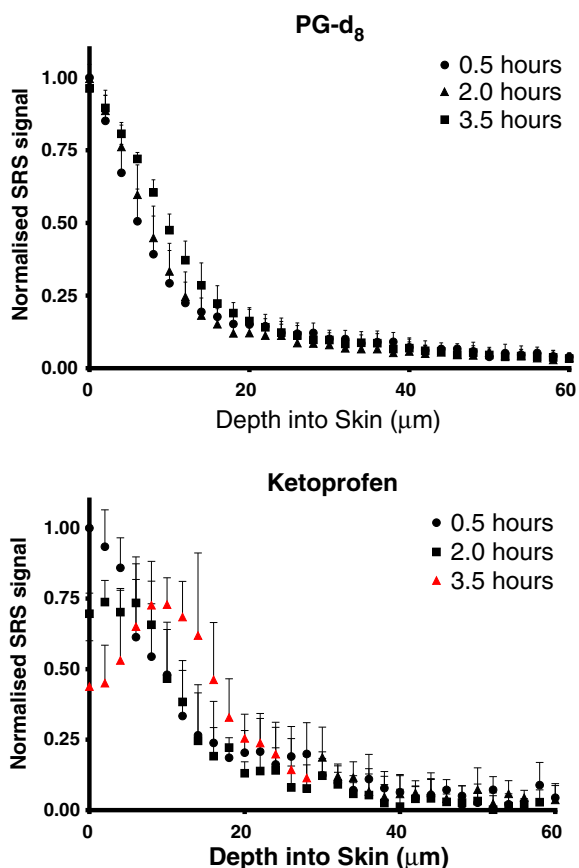 PG-d8
0.5 hours
2.0 hours
3.5 hours
Normalised SRS signal
1.00
0.75
0.50
0.25
0.00
0 20 40 60
Depth into Skin (μm)
Ketoprofen
0.5 hours
2.0 hours
3.5 hours
Normalised SRS signal
1.00
0.75
0.50
0.25
0.00
0 20 40 60
Depth into Skin (μm)